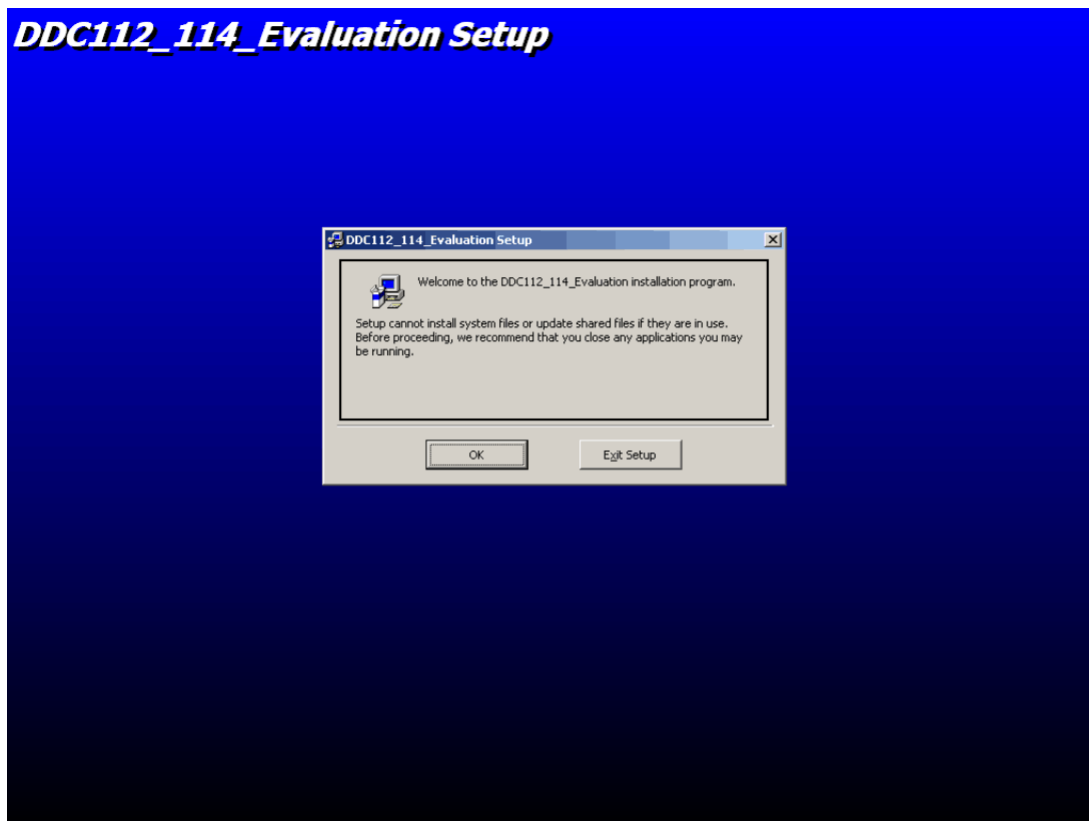 DDC112_114_Evaluation Setup
DDC112_114_Evaluation Setup
Welcome to the DDC112_114_Evaluation installation program.
Setup cannot install system files or update shared files if they are in use.
Before proceeding, we recommend that you close any applications you may
be running.
OK
Exit Setup